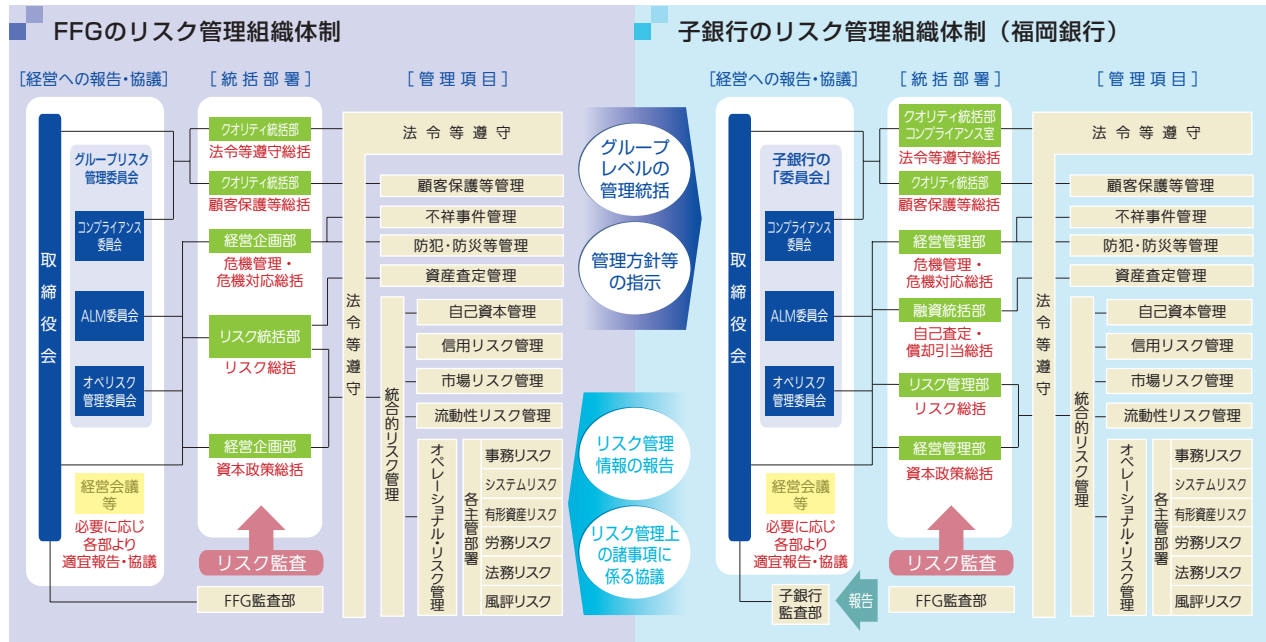 FFGのリスク管理組織体制
[経営への報告・協議]
[統括部署]
[管理項目]
取締役会
グループリスク
管理委員会
コンプライアンス
委員会
ALM委員会
オペリスク
管理委員会
経営会議
等
必要に応じ
各部より
適宜報告・協議
クオリティ統括部
法令等遵守総括
クオリティ統括部
顧客保護等総括
経営企画部
危機管理・
危機対応総括
リスク統括部
リスク総括
経営企画部
資本政策総括
リスク監査
FFG監査部
法令等遵守
法令等遵守
顧客保護等管理
不祥事件管理
防犯・防災等管理
資産査定管理
統合的リスク管理
自己資本管理
信用リスク管理
市場リスク管理
流動性リスク管理
オペレーショナル・リスク管理
各主管部署
事務リスク
システムリスク
有形資産リスク
労務リスク
法務リスク
風評リスク
グループ
レベルの
管理統括
管理方針等
の指示
リスク管理
情報の報告
リスク管理上
の諸事項に
係る協議
子銀行のリスク管理組織体制（福岡銀行）
[経営への報告・協議]
[統括部署]
[管理項目]
取締役会
子銀行の
「委員会」
コンプライアンス
委員会
ALM委員会
オペリスク
管理委員会
経営会議
等
必要に応じ
各部より
適宜報告・協議
子銀行
監査部
報告
クオリティ統括部
コンプライアンス室
法令等遵守総括
クオリティ統括部
顧客保護等総括
経営管理部
危機管理・
危機対応総括
融資統括部
自己査定・
償却引当総括
リスク管理部
リスク総括
経営管理部
資本政策総括
リスク監査
FFG監査部
法令等遵守
法令等遵守
顧客保護等管理
不祥事件管理
防犯・防災等管理
資産査定管理
統合的リスク管理
自己資本管理
信用リスク管理
市場リスク管理
流動性リスク管理
オペレーショナル・リスク管理
各主管部署
事務リスク
システムリスク
有形資産リスク
労務リスク
法務リスク
風評リスク